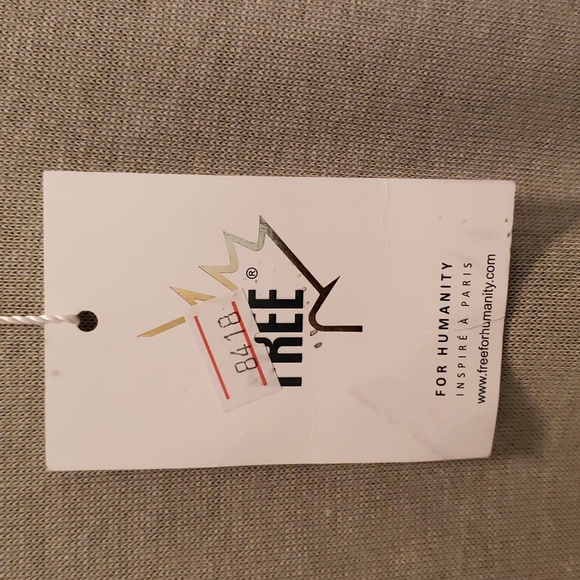 FREE®
8418
FOR HUMANITY
INSPIRÉ À PARIS
www.freeforhumanity.com